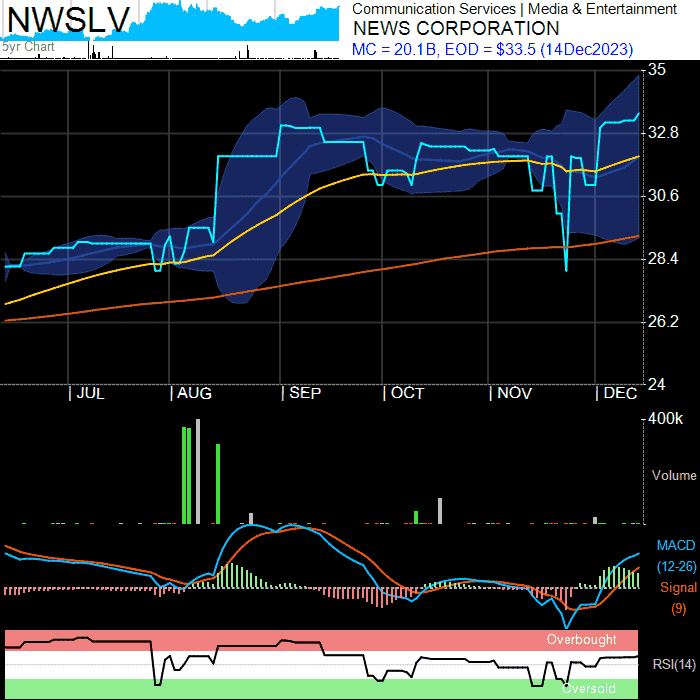 NWSLV
5yr Chart
Communication Services | Media & Entertainment
NEWS CORPORATION
MC = 20.1B, EOD = $33.5 (14Dec2023)
35
32.8
30.6
28.4
26.2
24
JUL AUG SEP OCT NOV DEC
400k
Volume
MACD
(12-26)
Signal
(9)
Overbought
RSI(14)
Oversold